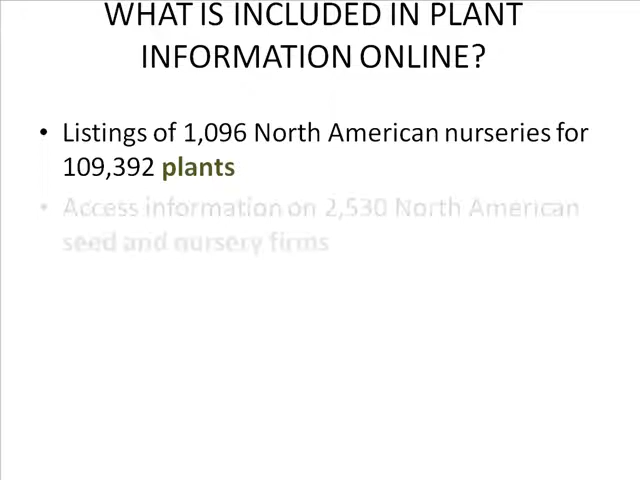 WHAT IS INCLUDED IN PLANT
INFORMATION ONLINE?
• Listings of 1,096 North American nurseries for
109,392 plants
• Access information on 2,530 North American
seed and nursery firms